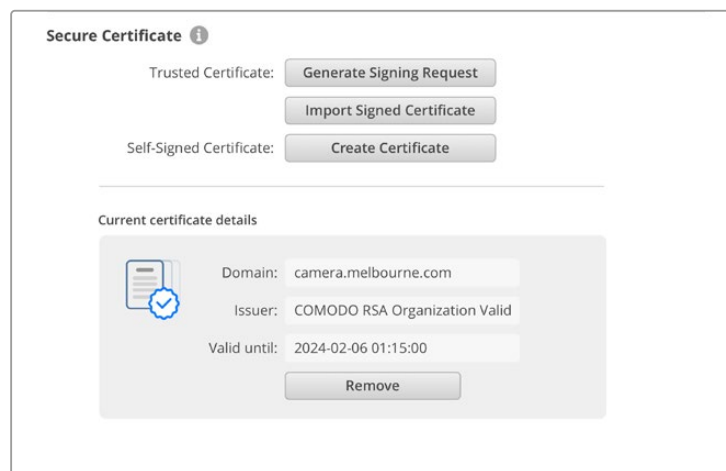 Secure Certificate
Trusted Certificate: Generate Signing Request
Import Signed Certificate
Self-Signed Certificate: Create Certificate
Current certificate details
Domain: camera.melbourne.com
Issuer: COMODO RSA Organization Valid
Valid until: 2024-02-06 01:15:00
Remove